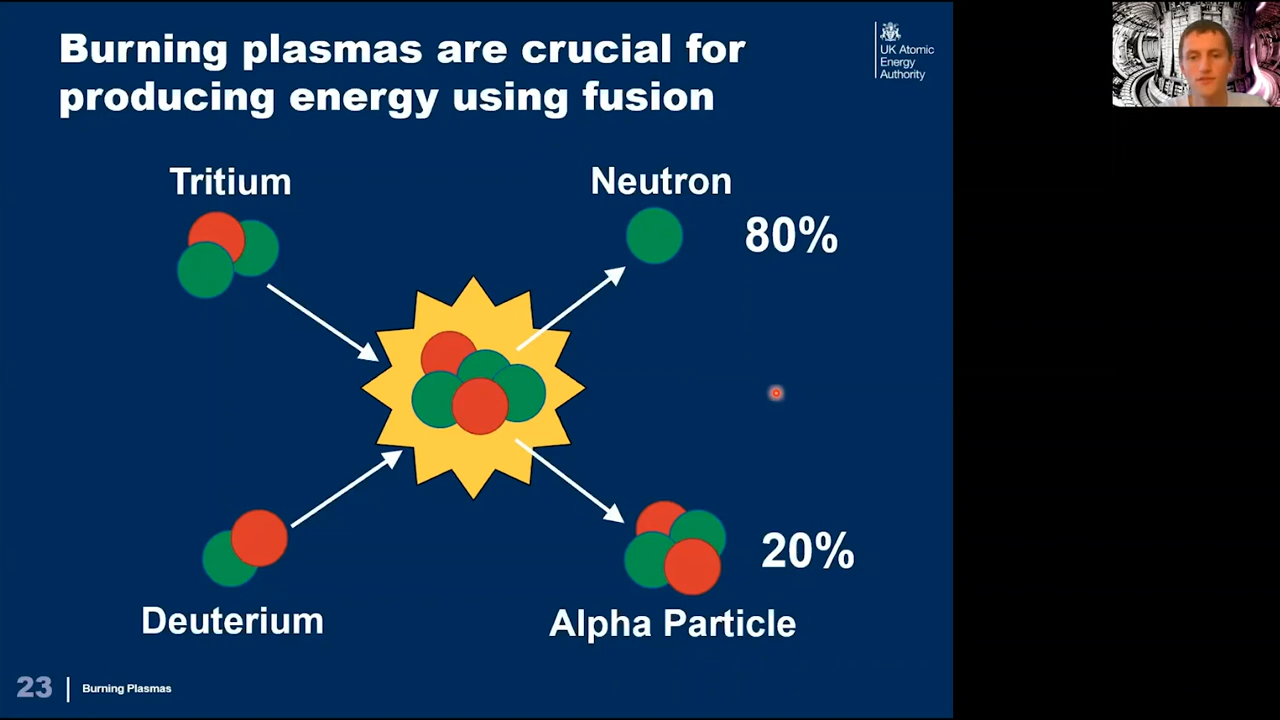 Burning plasmas are crucial for
producing energy using fusion
UK Atomic
Energy
Authority
Tritium
Neutron
80%
20%
Deuterium
Alpha Particle
23
Burning Plasmas